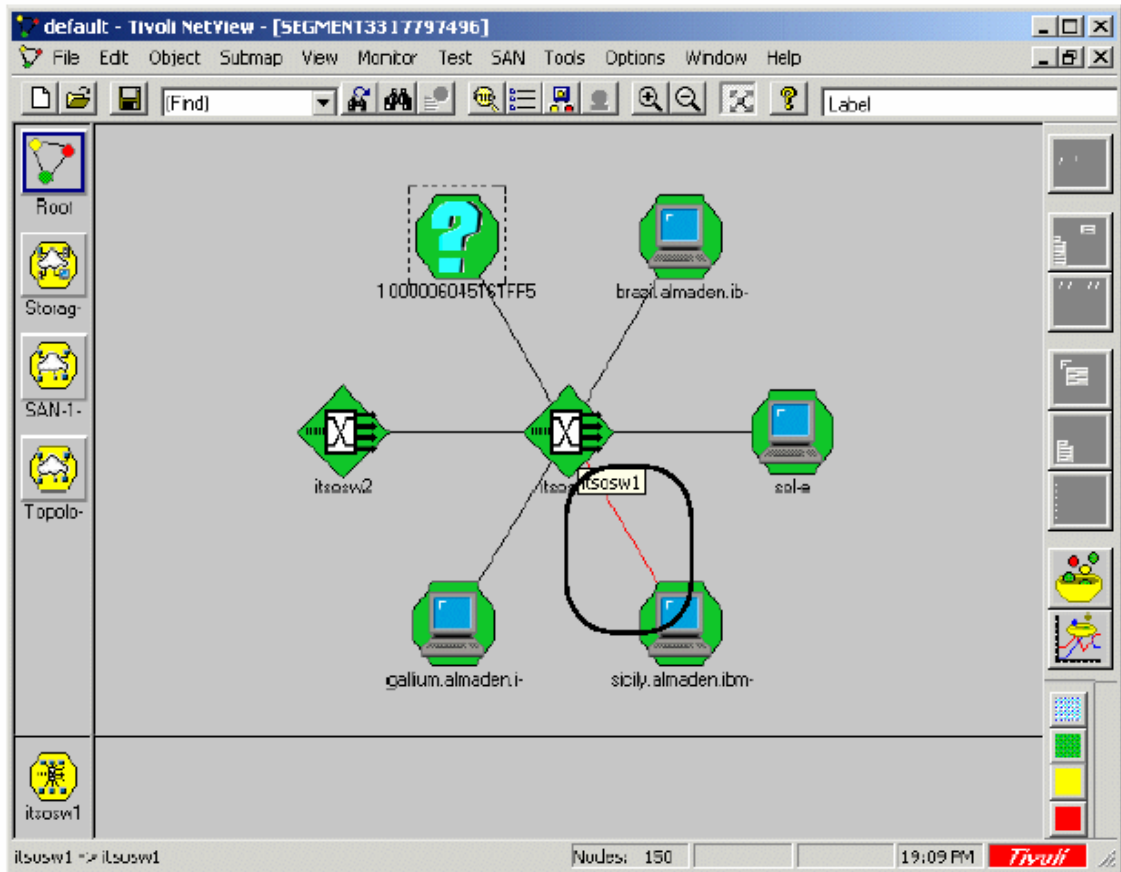 default - Tivoli NetView - [SEGMENT3317797496]
File Edit Object Submap View Monitor Test SAN Tools Options Window Help
[Find]
Label
Root
Storag-
SAN-1-
Topolo-
brazil.almaden.ib-
itsosw2
itsosw1
sol-e
gallium.almaden.i-
sicily.almaden.ibm-
itsosw1
itsosw1 -> itsosw1
Nodes: 150
19:09 PM
Tivoli